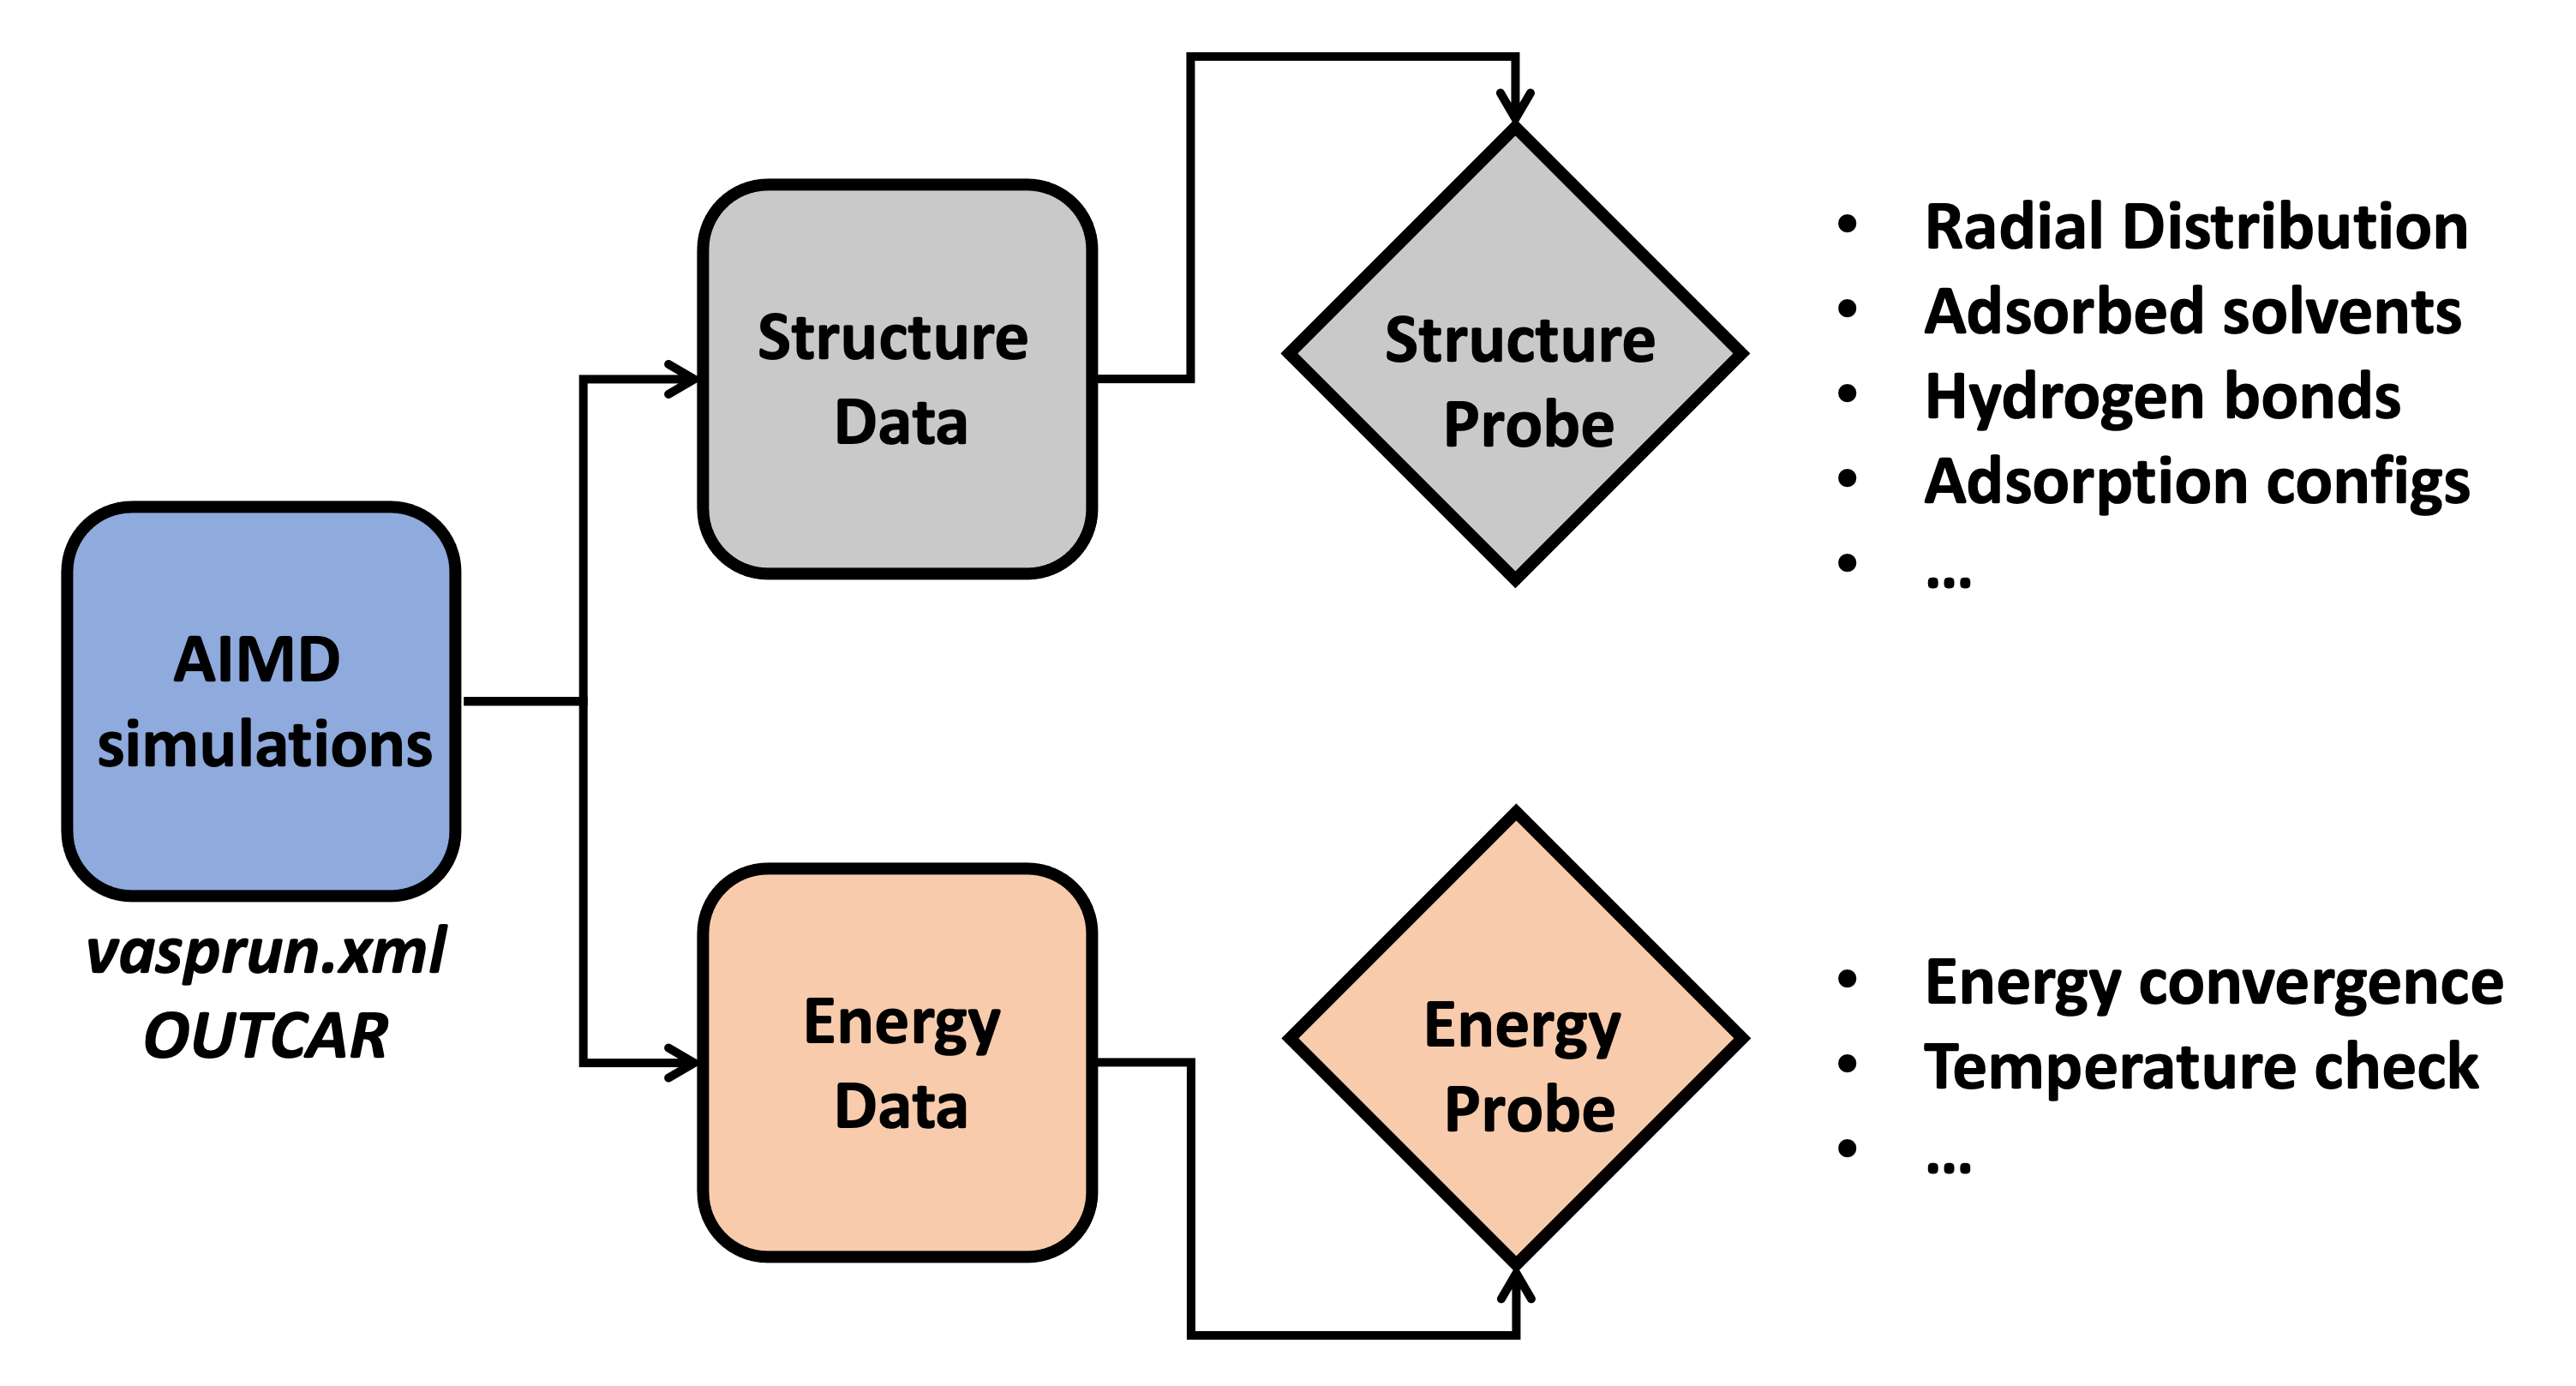 AIMD
simulations
vasprun.xml
OUTCAR
Structure
Data
Structure
Probe
• Radial Distribution
• Adsorbed solvents
• Hydrogen bonds
• Adsorption configs
• ...
Energy
Data
Energy
Probe
• Energy convergence
• Temperature check
• ...